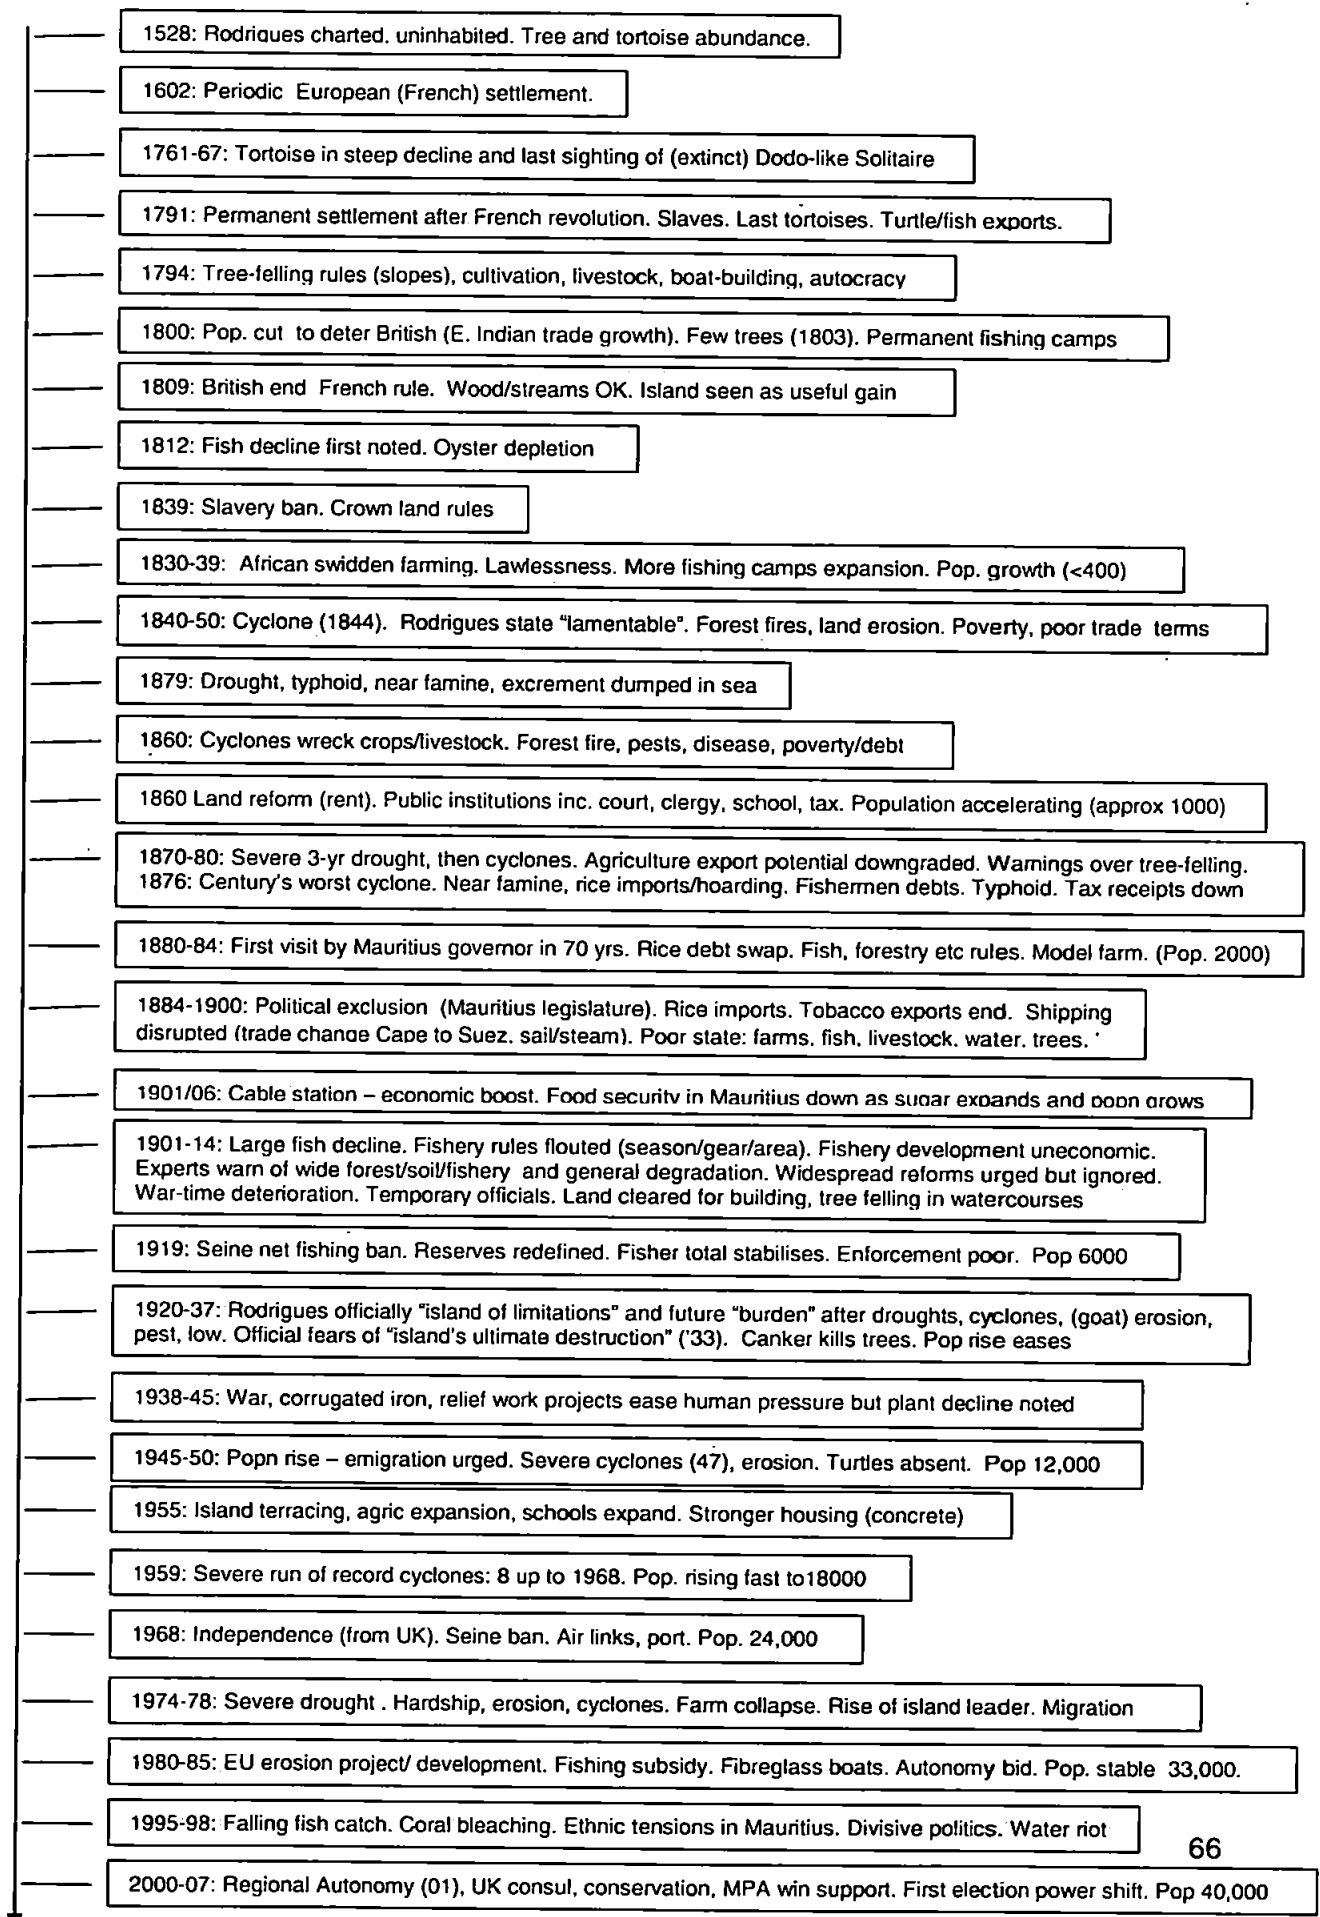 1528: Rodrigues charted. uninhabited. Tree and tortoise abundance.
1602: Periodic European (French) settlement.
1761-67: Tortoise in steep decline and last sighting of (extinct) Dodo-like Solitaire
1791: Permanent settlement after French revolution. Slaves. Last tortoises. Turtle/fish exports.
1794: Tree-felling rules (slopes), cultivation, livestock, boat-building, autocracy
1800: Pop. cut to deter British (E. Indian trade growth). Few trees (1803). Permanent fishing camps
1809: British end French rule. Wood/streams OK. Island seen as useful gain
1812: Fish decline first noted. Oyster depletion
1839: Slavery ban. Crown land rules
1830-39: African swidden farming. Lawlessness. More fishing camps expansion. Pop. growth (<400)
1840-50: Cyclone (1844). Rodrigues state "lamentable". Forest fires, land erosion. Poverty, poor trade terms
1879: Drought, typhoid, near famine, excrement dumped in sea
1860: Cyclones wreck crops/livestock. Forest fire, pests, disease, poverty/debt
1860 Land reform (rent). Public institutions inc. court, clergy, school, tax. Population accelerating (approx 1000)
1870-80: Severe 3-yr drought, then cyclones. Agriculture export potential downgraded. Warnings over tree-felling.
1876: Century's worst cyclone. Near famine, rice imports/hoarding. Fishermen debts. Typhoid. Tax receipts down
1880-84: First visit by Mauritius governor in 70 yrs. Rice debt swap. Fish, forestry etc rules. Model farm. (Pop. 2000)
1884-1900: Political exclusion (Mauritius legislature). Rice imports. Tobacco exports end. Shipping
disrupted (trade change Cape to Suez, sail/steam). Poor state: farms, fish, livestock, water, trees.
1901/06: Cable station – economic boost. Food security in Mauritius down as sugar expands and popn grows
1901-14: Large fish decline. Fishery rules flouted (season/gear/area). Fishery development uneconomic.
Experts warn of wide forest/soil/fishery and general degradation. Widespread reforms urged but ignored.
War-time deterioration. Temporary officials. Land cleared for building, tree felling in watercourses
1919: Seine net fishing ban. Reserves redefined. Fisher total stabilises. Enforcement poor. Pop 6000
1920-37: Rodrigues officially "island of limitations" and future "burden" after droughts, cyclones, (goat) erosion,
pest, low. Official fears of "island's ultimate destruction" ('33). Canker kills trees. Pop rise eases
1938-45: War, corrugated iron, relief work projects ease human pressure but plant decline noted
1945-50: Popn rise – emigration urged. Severe cyclones (47), erosion. Turtles absent. Pop 12,000
1955: Island terracing, agric expansion, schools expand. Stronger housing (concrete)
1959: Severe run of record cyclones: 8 up to 1968. Pop. rising fast to18000
1968: Independence (from UK). Seine ban. Air links, port. Pop. 24,000
1974-78: Severe drought . Hardship, erosion, cyclones. Farm collapse. Rise of island leader. Migration
1980-85: EU erosion project/ development. Fishing subsidy. Fibreglass boats. Autonomy bid. Pop. stable 33,000.
1995-98: Falling fish catch. Coral bleaching. Ethnic tensions in Mauritius. Divisive politics. Water riot
66
2000-07: Regional Autonomy (01), UK consul, conservation, MPA win support. First election power shift. Pop 40,000